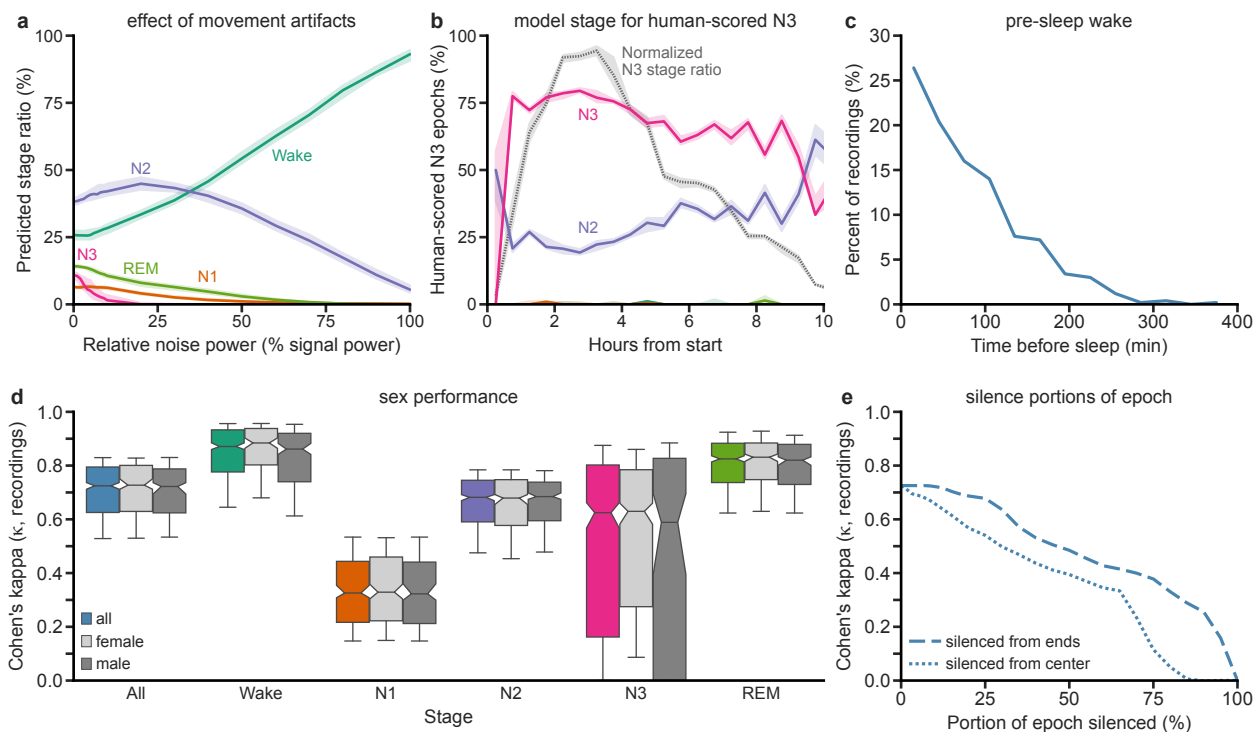 a
effect of movement artifacts
100
75
50
25
0
Predicted stage ratio (%)
N2
Wake
N3
REM
N1
0
25
50
75
100
Relative noise power (% signal power)
b
model stage for human-scored N3
100
75
50
25
0
Human-scored N3 epochs (%)
Normalized
N3 stage ratio
N3
N2
0
2
4
6
8
10
Hours from start
c
pre-sleep wake
30
25
20
15
10
5
0
Percent of recordings (%)
0
100
200
300
400
Time before sleep (min)
d
sex performance
1.0
0.8
0.6
0.4
0.2
0.0
Cohen's kappa (κ, recordings)
all
female
male
All
Wake
N1
N2
N3
REM
Stage
e
silence portions of epoch
1.0
0.8
0.6
0.4
0.2
0.0
Cohen's kappa (κ, recordings)
silenced from ends
silenced from center
0
25
50
75
100
Portion of epoch silenced (%)